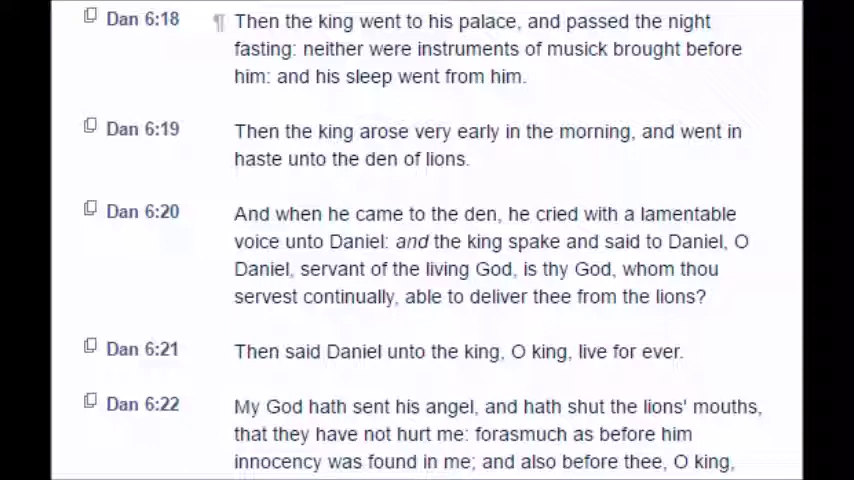 Dan 6:18 ¶ Then the king went to his palace, and passed the night
fasting: neither were instruments of musick brought before
him: and his sleep went from him.
Dan 6:19 Then the king arose very early in the morning, and went in
haste unto the den of lions.
Dan 6:20 And when he came to the den, he cried with a lamentable
voice unto Daniel: and the king spake and said to Daniel, O
Daniel, servant of the living God, is thy God, whom thou
servest continually, able to deliver thee from the lions?
Dan 6:21 Then said Daniel unto the king, O king, live for ever.
Dan 6:22 My God hath sent his angel, and hath shut the lions' mouths,
that they have not hurt me: forasmuch as before him
innocency was found in me; and also before thee, O king,